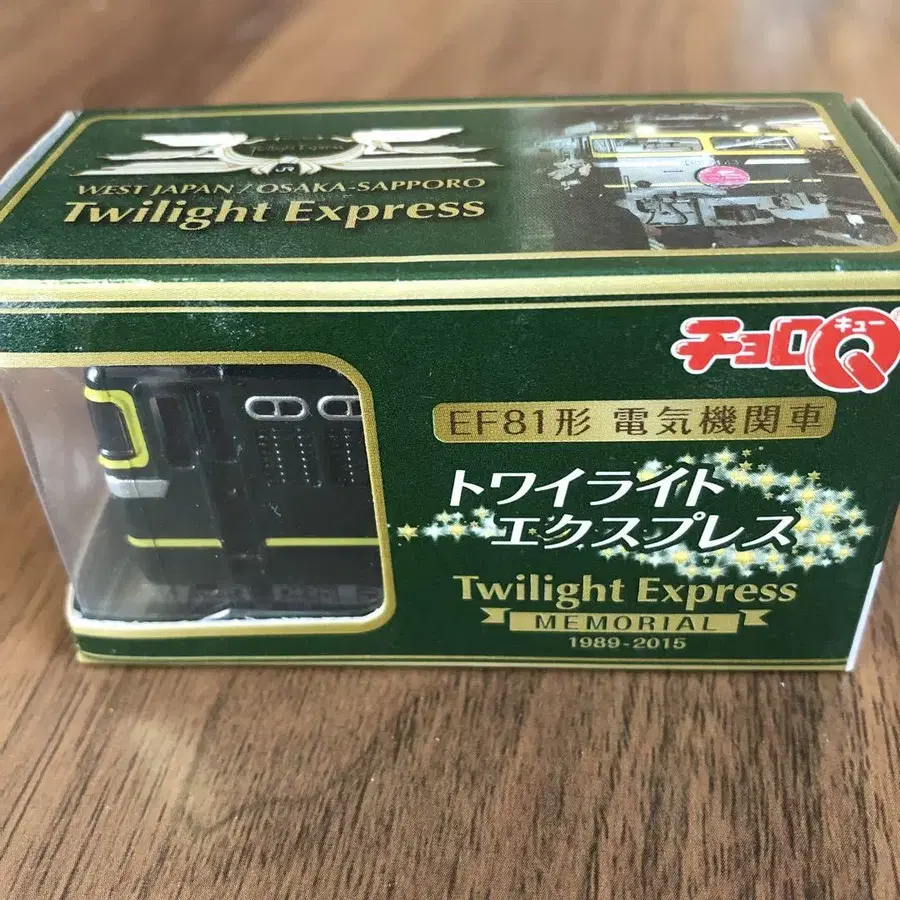 Twilight Express
WEST JAPAN / OSAKA-SAPPORO
Twilight Express
チョロQ
キュー
EF81形 電気機関車
トワイライト
エクスプレス
Twilight Express
MEMORIAL
1989-2015